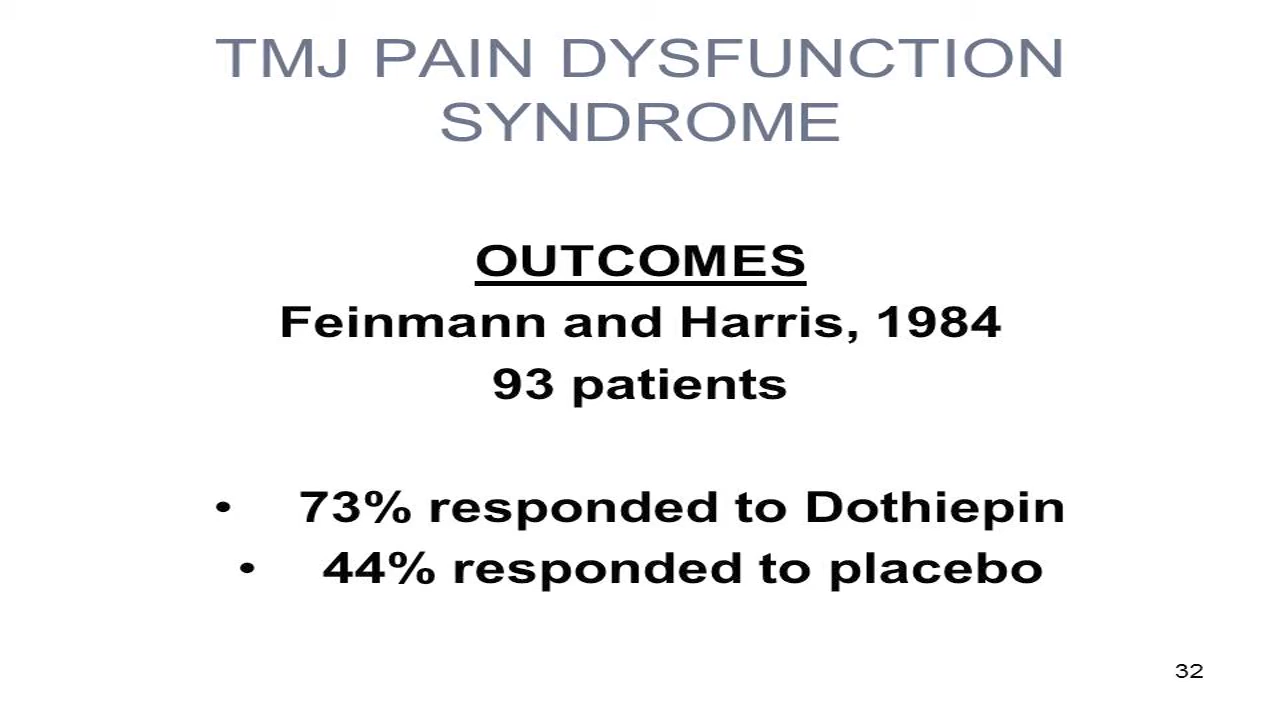 TMJ PAIN DYSFUNCTION
SYNDROME
OUTCOMES
Feinmann and Harris, 1984
93 patients
• 73% responded to Dothiepin
• 44% responded to placebo
32